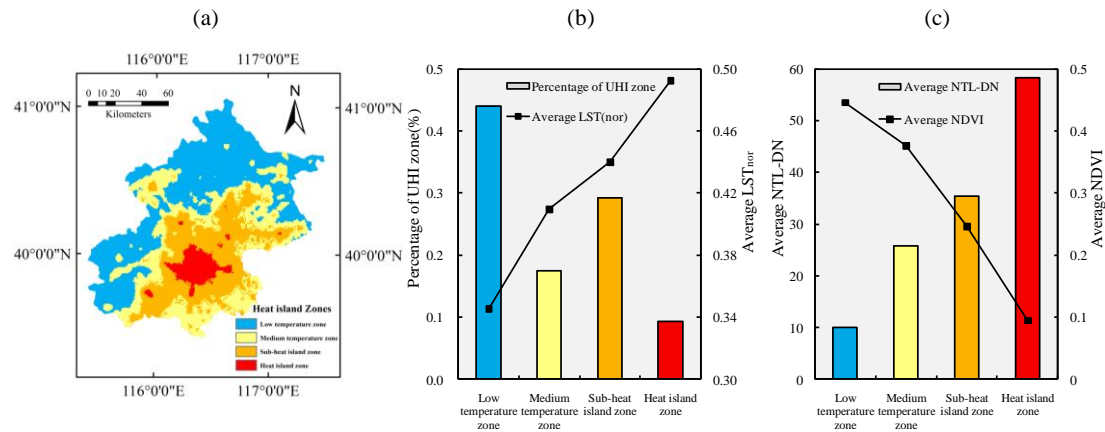 (a)
(b)
(c)
116°0'0"E
117°0'0"E
0 10 20 40 60
Kilometers
N
41°0'0"N
41°0'0"N
40°0'0"N
40°0'0"N
Heat island Zones
Low temperature zone
Medium temperature zone
Sub-heat island zone
Heat island zone
116°0'0"E
117°0'0"E
Percentage of UHI zone(%)
0.5
0.4
0.3
0.2
0.1
0.0
Percentage of UHI zone
Average LST(nor)
0.50
0.46
0.42
0.38
0.34
0.30
Average LSTnor
Low
temperature
zone
Medium
temperature zone
Sub-heat
island zone
Heat island
zone
Average NTL-DN
60
50
40
30
20
10
0
Average NTL-DN
Average NDVI
0.5
0.4
0.3
0.2
0.1
0
Average NDVI
Low
temperature
zone
Medium
temperature zone
Sub-heat
island zone
Heat island
zone